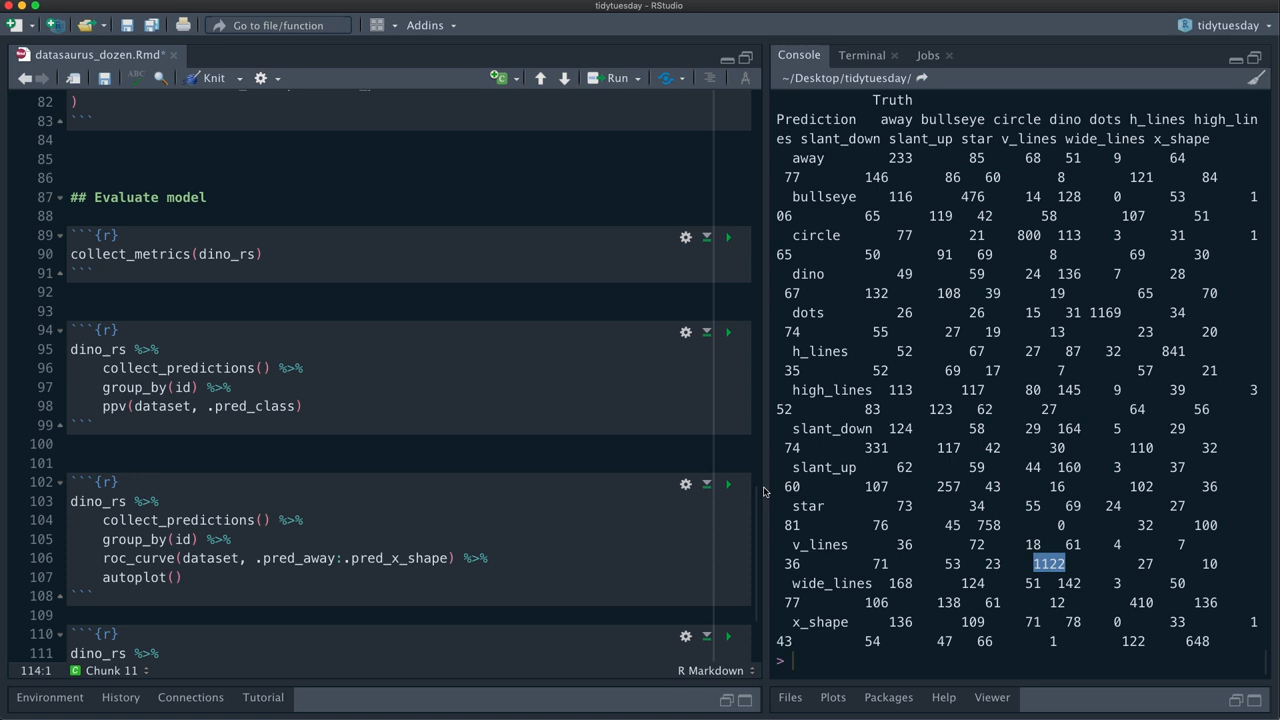 tidytuesday - RStudio
Go to file/function
Addins
tidytuesday
datasaurus_dozen.Rmd*
Knit
Run
82 )
83 ```
84
85
86
87 ## Evaluate model
88
89 ```{r}
90 collect_metrics(dino_rs)
91 ```
92
93
94 ```{r}
95 dino_rs %>%
96 collect_predictions() %>%
97 group_by(id) %>%
98 ppv(dataset, .pred_class)
99 ```
100
101
102 ```{r}
103 dino_rs %>%
104 collect_predictions() %>%
105 group_by(id) %>%
106 roc_curve(dataset, .pred_away:.pred_x_shape) %>%
107 autoplot()
108 ```
109
110 ```{r}
111 dino_rs %>%
114:1 Chunk 11 R Markdown
Environment History Connections Tutorial
Console Terminal Jobs
~/Desktop/tidytuesday/
Truth
Prediction away bullseye circle dino dots h_lines high_lin
es slant_down slant_up star v_lines wide_lines x_shape
away 233 85 68 51 9 64
77 146 86 60 8 121 84
bullseye 116 476 14 128 0 53 1
06 65 119 42 58 107 51
circle 77 21 800 113 3 31 1
65 50 91 69 8 69 30
dino 49 59 24 136 7 28
67 132 108 39 19 65 70
dots 26 26 15 31 1169 34
74 55 27 19 13 23 20
h_lines 52 67 27 87 32 841
35 52 69 17 7 57 21
high_lines 113 117 80 145 9 39 3
52 83 123 62 27 64 56
slant_down 124 58 29 164 5 29
74 331 117 42 30 110 32
slant_up 62 59 44 160 3 37
60 107 257 43 16 102 36
star 73 34 55 69 24 27
81 76 45 758 0 32 100
v_lines 36 72 18 61 4 7
36 71 53 23 1122 27 10
wide_lines 168 124 51 142 3 50
77 106 138 61 12 410 136
x_shape 136 109 71 78 0 33 1
43 54 47 66 1 122 648
>
Files Plots Packages Help Viewer